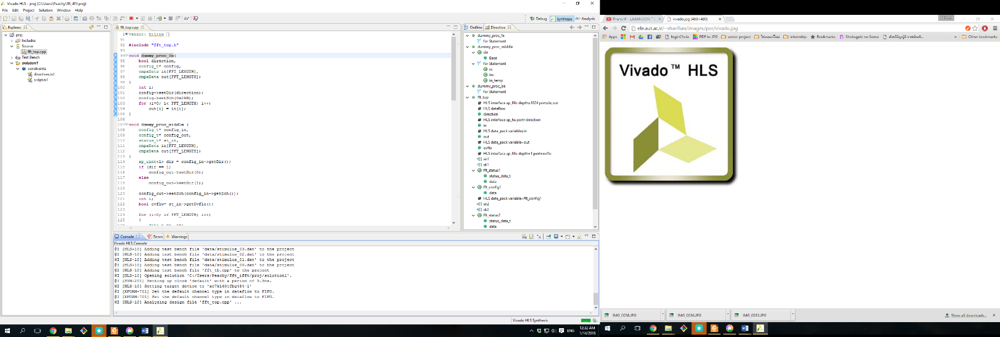 Vivado HLS - proj (C:\Users\Peachy\fft_ifft\proj)
File Edit Project Solution Window Help
Debug Synthesis Analysis
Explorer
proj
Includes
Source
fft_top.cpp
Test Bench
solution1
constraints
directives.tcl
script.tcl
fft_top.cpp
2 Vendor: Xilinx
91
92 #include "fft_top.h"
93
94 void dummy_proc_fe(
95 bool direction,
96 config_t* config,
97 cmpxData in[FFT_LENGTH],
98 cmpxData out[FFT_LENGTH])
99 {
100 int i;
101 config->setDir(direction);
102 config->setSch(0x2AB);
103 for (i=0; i< FFT_LENGTH; i++)
104 out[i] = in[i];
105 }
106
107 void dummy_proc_middle (
108 config_t* config_in,
109 config_t* config_out,
110 status_t* st_in,
111 cmpxData in[FFT_LENGTH],
112 cmpxData out[FFT_LENGTH])
113 {
114 ap_uint<1> dir = config_in->getDir();
115 if (dir == 1)
116 config_out->setDir(0);
117 else
118 config_out->setDir(1);
119
120 config_out->setSch(config_in->getSch());
121 int i;
122 bool ovflw= st_in->getOvflo();
123
124 for (i=0; i< FFT_LENGTH; i++)
125 {
Outline Directive
dummy_proc_fe
for Statement
dummy_proc_middle
dir
Base
for Statement
re
im
in_temp
dummy_proc_be
for Statement
fft_top
# HLS interface ap_fifo depth=1024 port=in,out
# HLS dataflow
direction
# HLS interface ap_hs port=direction
in
# HLS data_pack variable=in
out
# HLS data_pack variable=out
ovflo
# HLS interface ap_fifo depth=1 port=ovflo
xn1
xk1
fft_status1
status_data_t
data
fft_config1
data
# HLS data_pack variable=fft_config1
xn2
xk2
fft_status2
status_data_t
data
Console Errors Warnings
Vivado HLS Console
@I [HLS-10] Adding test bench file 'data/stimulus_03.dat' to the project
@I [HLS-10] Adding test bench file 'data/stimulus_02.dat' to the project
@I [HLS-10] Adding test bench file 'data/stimulus_01.dat' to the project
@I [HLS-10] Adding test bench file 'data/stimulus_00.dat' to the project
@I [HLS-10] Adding test bench file 'fft_tb.cpp' to the project
@I [HLS-10] Opening solution 'C:/Users/Peachy/fft_ifft/proj/solution1'.
@I [SYN-201] Setting up clock 'default' with a period of 3.3ns.
@I [HLS-10] Setting target device to 'xc7k160tfbg484-1'
@I [XFORM-701] Set the default channel type in dataflow to FIFO.
@I [XFORM-701] Set the default channel type in dataflow to FIFO.
@I [HLS-10] Analyzing design file 'fft_top.cpp' ...
Vivado HLS Synthesis
ENG 12:32 AM
1/14/2016
LABANOON vivado.jpg (460×480)
ele.aut.ac.ir/~sharifian/images/por/vivado.jpg
Apps loginChula PDF to JPG senior project internship Bookmarks Shokugeki no Soma Other bookmarks
Vivado™ HLS
IMG_0058.JPG IMG_0036.JPG IMG_0035.JPG Show all downloads...